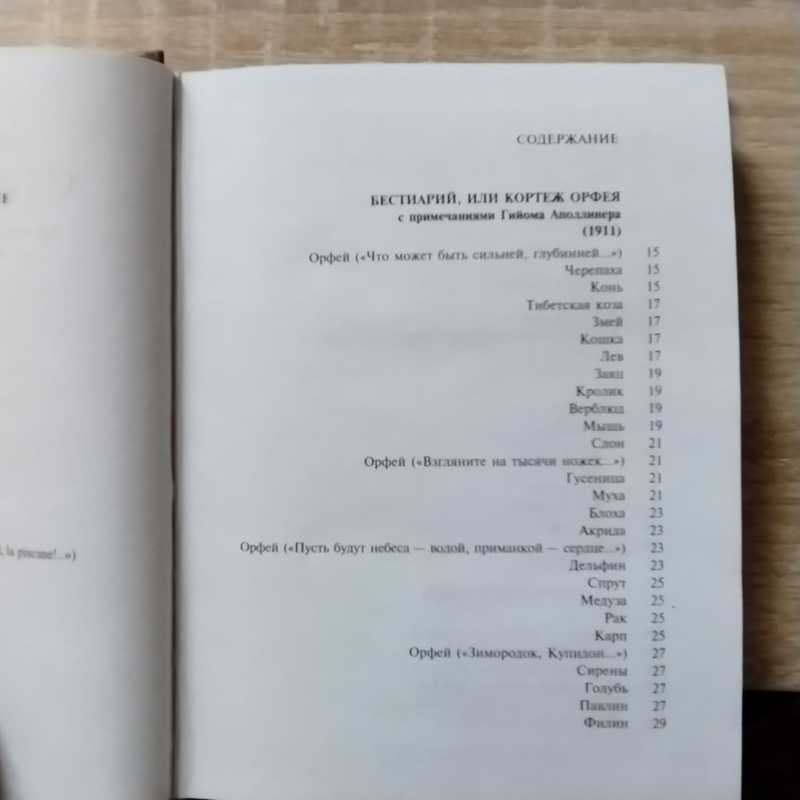 Е
, la puenne!..»)
СОДЕРЖАНИЕ
БЕСТИАРИЙ, ИЛИ КОРТЕЖ ОРФЕЯ
с примечаниями Гийома Аполлинера
(1911)
Орфей («Что может быть сильней, глубинней...») 15
Черепаха 15
Конь 15
Тибетская коза 17
Змей 17
Кошка 17
Лев 17
Заяц 19
Кролик 19
Верблюд 19
Мышь 19
Слон 21
Орфей («Взгляните на тысячи ножек...») 21
Гусеница 21
Муха 21
Блоха 23
Акрида 23
Орфей («Пусть будут небеса — водой, приманкой — сердце...») 23
Дельфин 23
Спрут 25
Медуза 25
Рак 25
Карп 25
Орфей («Зимородок, Купидон...») 27
Сирены 27
Голубь 27
Павлин 27
Филин 29